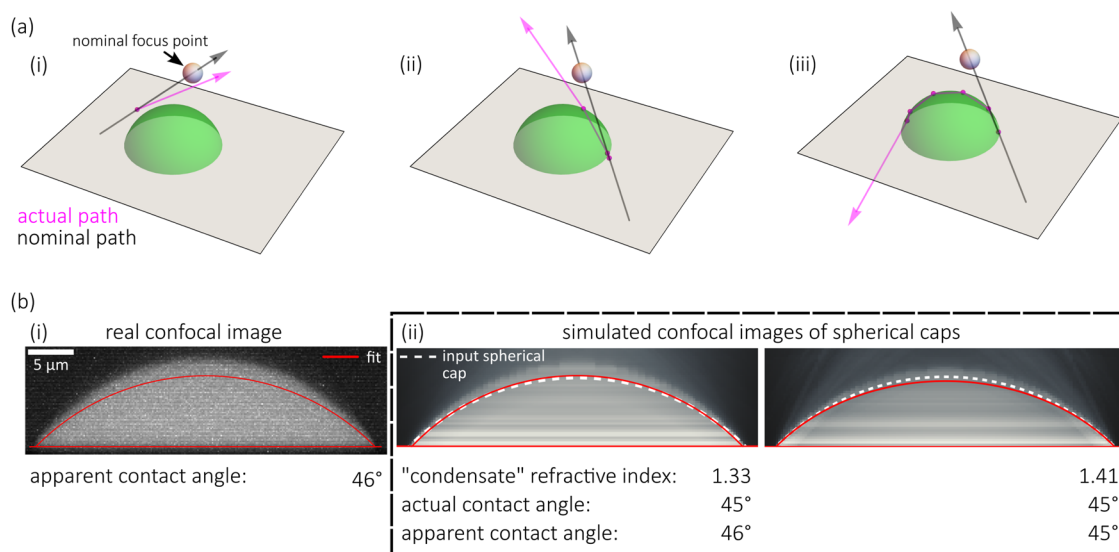 (a)
nominal focus point
(i)
(ii)
(iii)
actual path
nominal path
(b)
(i) real confocal image
(ii) simulated confocal images of spherical caps
5 μm
fit
input spherical
cap
apparent contact angle: 46°
"condensate" refractive index: 1.33 1.41
actual contact angle: 45° 45°
apparent contact angle: 46° 45°